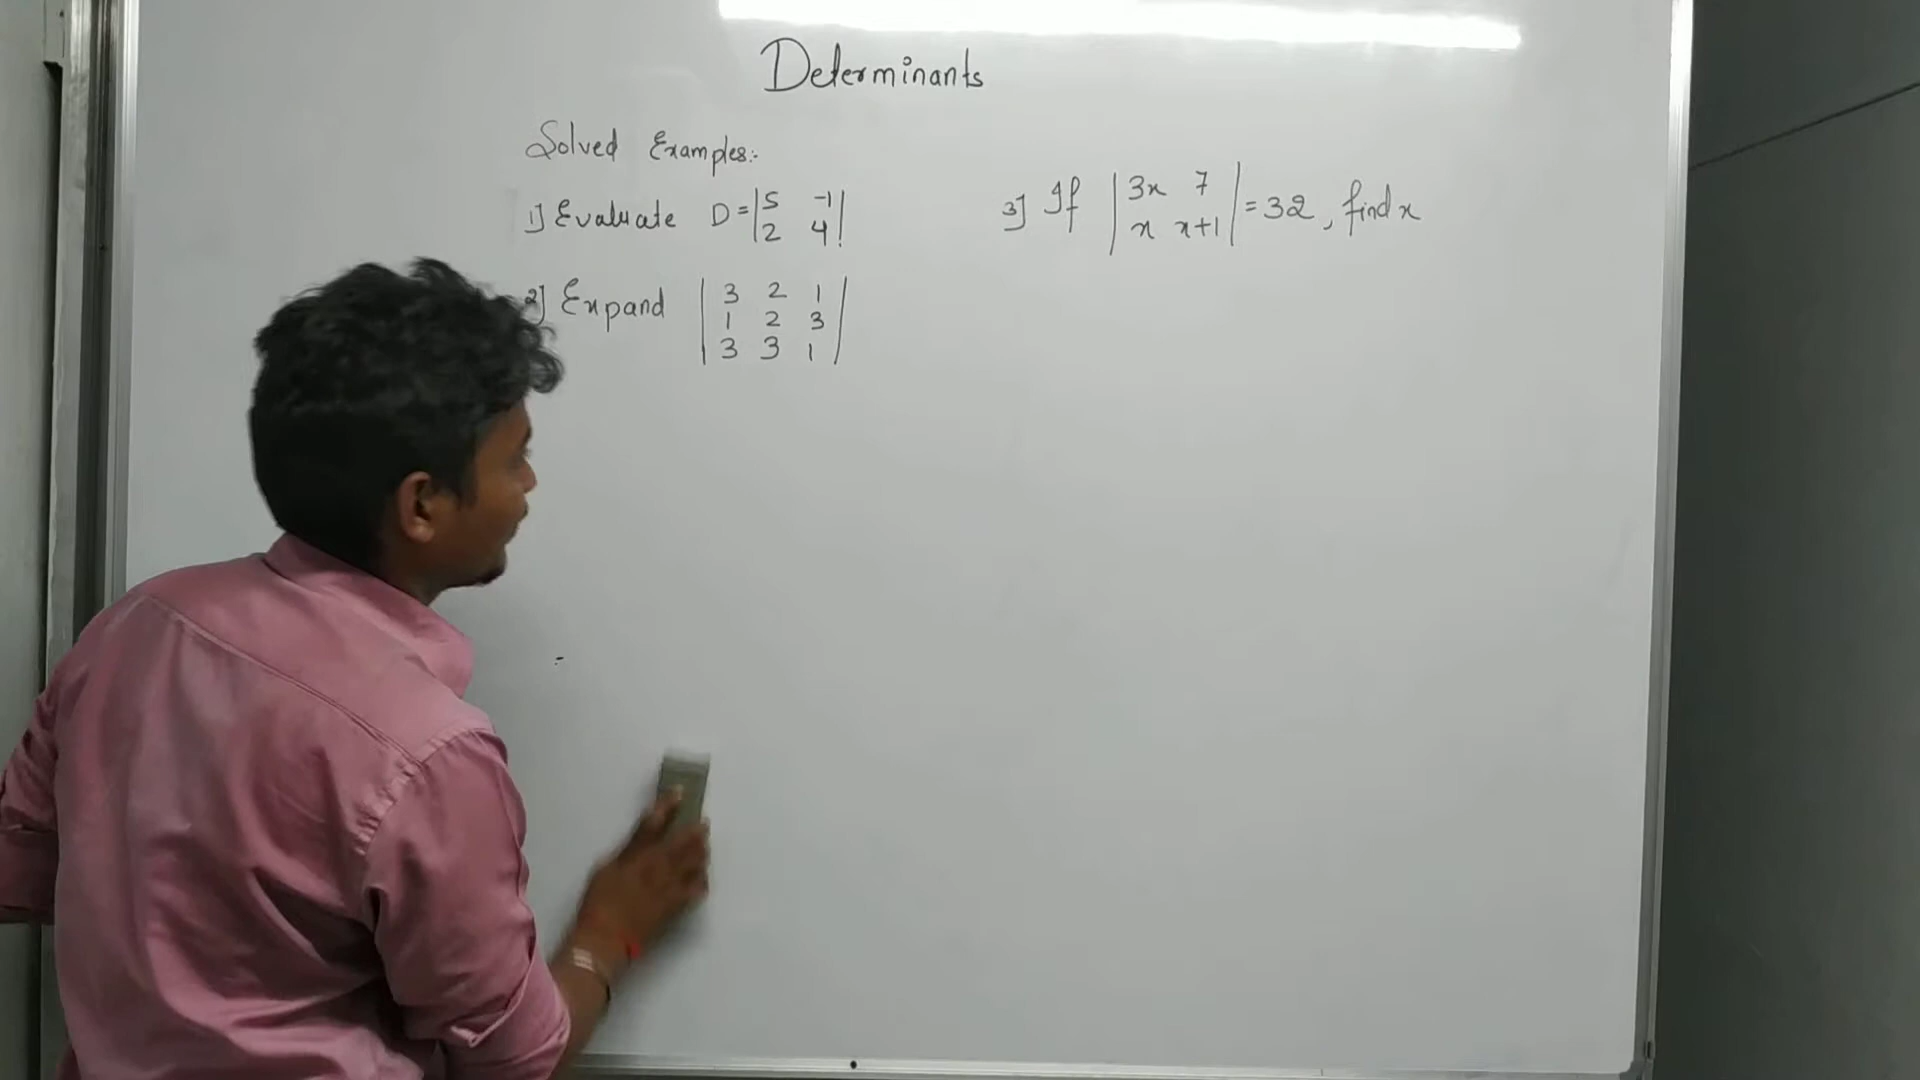 Determinants
Solved Examples:-
1] Evaluate D = |5 -1|
|2 4|
2] Expand |3 2 1|
|1 2 3|
|3 3 1|
3] If |3x 7| = 32, find x
|x x+1|